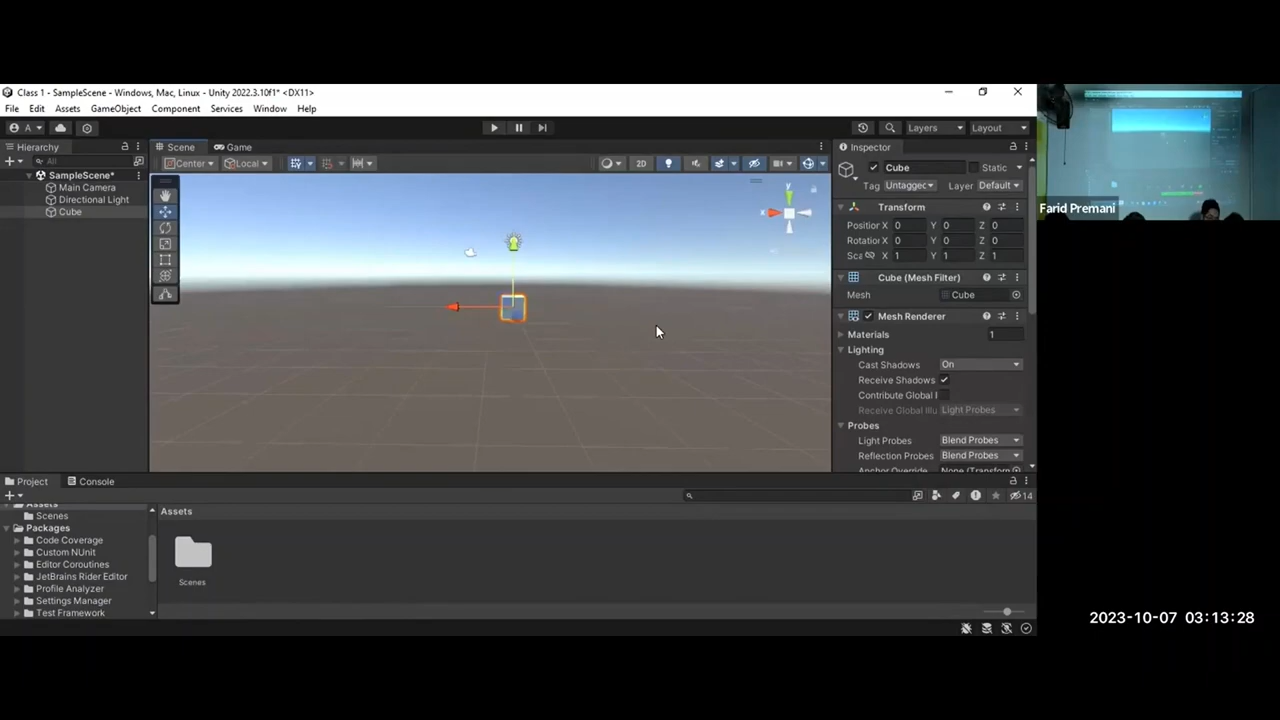 Class 1 - SampleScene - Windows, Mac, Linux - Unity 2022.3.10f1* <DX11>
File Edit Assets GameObject Component Services Window Help
A Layers Layout
Hierarchy Scene Game Inspector
All Center Local 2D Cube Static
SampleScene*
Main Camera
Directional Light
Cube
Tag Untagged Layer Default
Transform
Position X 0 Y 0 Z 0
Rotatio X 0 Y 0 Z 0
Sca X 1 Y 1 Z 1
y
x
Cube (Mesh Filter)
Mesh Cube
Mesh Renderer
Materials 1
Lighting
Cast Shadows On
Receive Shadows
Contribute Global I
Receive Global Illu Light Probes
Probes
Light Probes Blend Probes
Reflection Probes Blend Probes
Anchor Override None (Transform)
Project Console
14
Assets
Scenes
Packages
Code Coverage
Custom NUnit
Editor Coroutines
JetBrains Rider Editor
Profile Analyzer
Settings Manager
Test Framework
Assets
Scenes
Farid Premani
2023-10-07 03:13:28